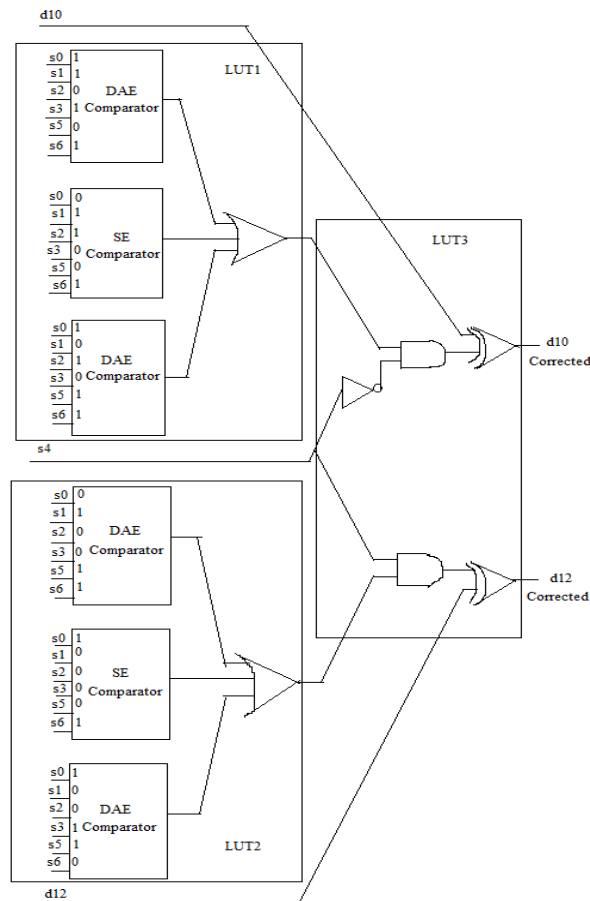 d10
LUT1
s0 1
s1 1
s2 0
s3 1
s5 0
s6 1
DAE
Comparator
s0 0
s1 1
s2 1
s3 0
s5 0
s6 1
SE
Comparator
s0 1
s1 0
s2 1
s3 0
s5 1
s6 1
DAE
Comparator
s4
LUT3
d10
Corrected
d12
Corrected
s0 0
s1 1
s2 0
s3 0
s5 1
s6 1
DAE
Comparator
s0 1
s1 0
s2 0
s3 0
s5 0
s6 1
SE
Comparator
s0 1
s1 0
s2 0
s3 1
s5 1
s6 0
DAE
Comparator
LUT2
d12